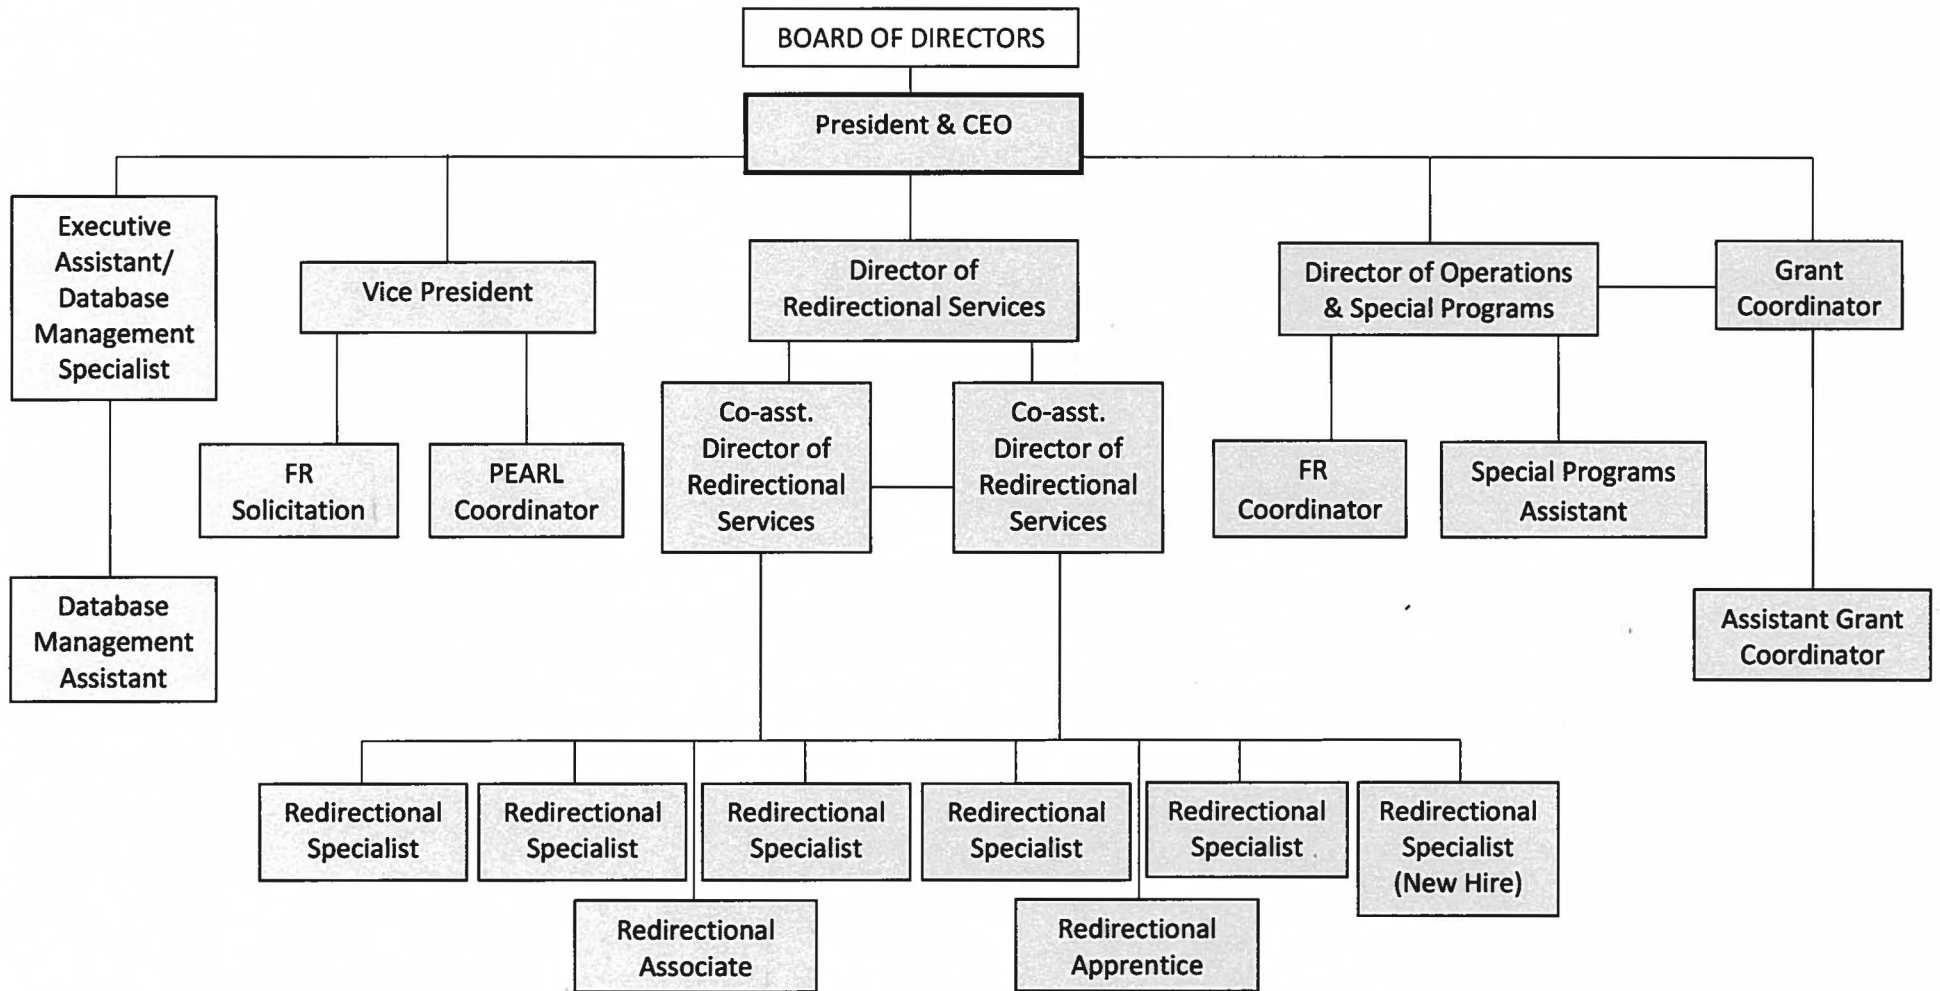 BOARD OF DIRECTORS
President & CEO
Executive
Assistant/
Database
Management
Specialist
Vice President
Director of
Redirectional Services
Director of Operations
& Special Programs
Grant
Coordinator
FR
Solicitation
PEARL
Coordinator
Co-asst.
Director of
Redirectional
Services
Co-asst.
Director of
Redirectional
Services
FR
Coordinator
Special Programs
Assistant
Database
Management
Assistant
Assistant Grant
Coordinator
Redirectional
Specialist
Redirectional
Specialist
Redirectional
Specialist
Redirectional
Specialist
Redirectional
Specialist
Redirectional
Specialist
(New Hire)
Redirectional
Associate
Redirectional
Apprentice